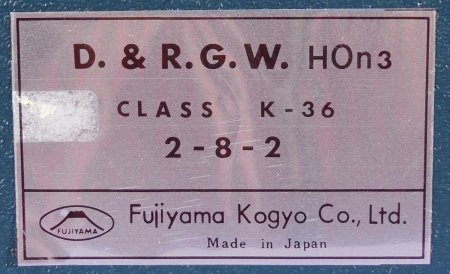 D. & R.G.W. HOn3
CLASS K-36
2-8-2
FUJIYAMA
Fujiyama Kogyo Co., Ltd.
Made in Japan